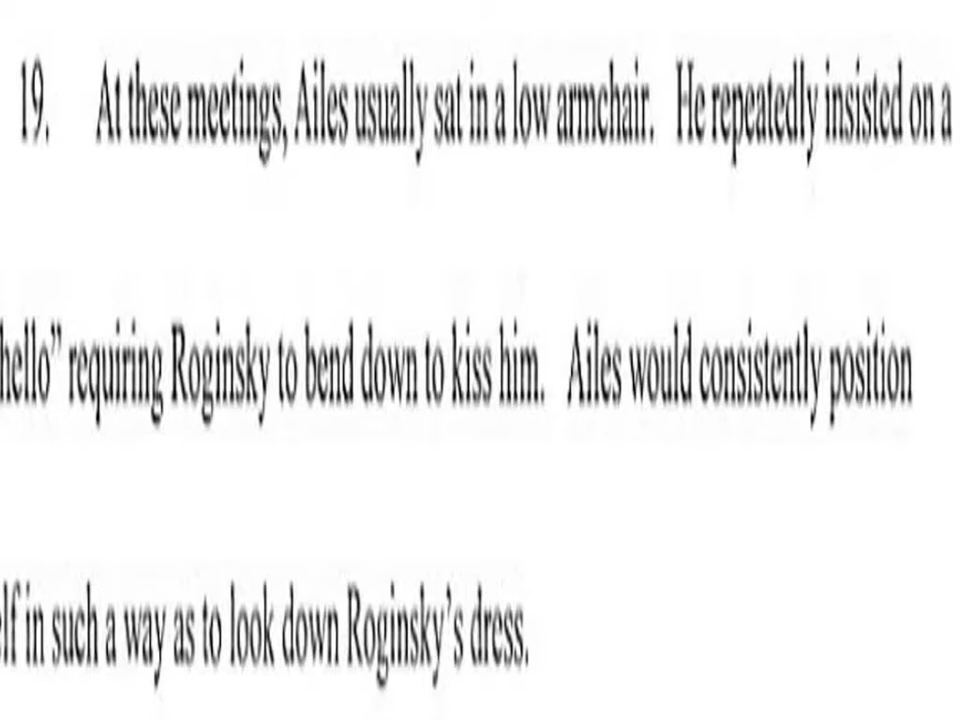 19. At these meetings, Ailes usually sat in a low armchair. He repeatedly insisted on a
hello” requiring Roginsky to bend down to kiss him. Ailes would consistently position
elf in such a way as to look down Roginsky’s dress.